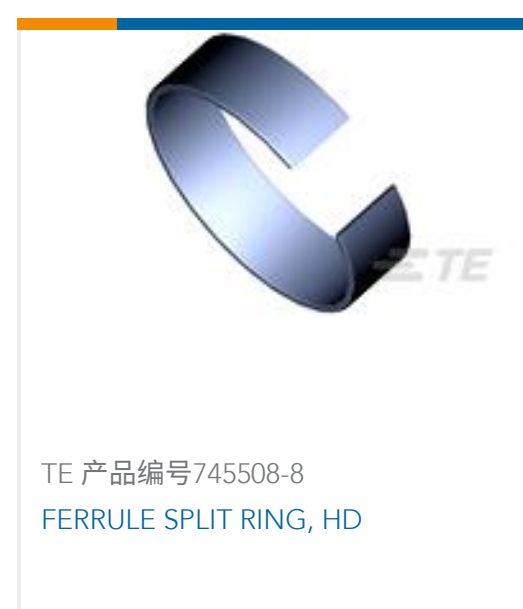 TE
TE 产品编号745508-8
FERRULE SPLIT RING, HD